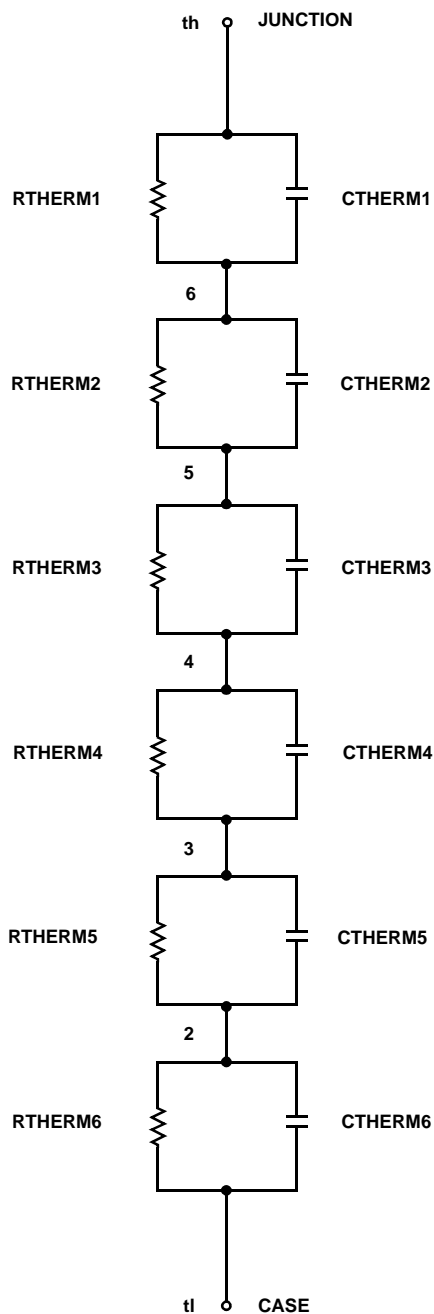 th JUNCTION
RTHERM1 CTHERM1
6
RTHERM2 CTHERM2
5
RTHERM3 CTHERM3
4
RTHERM4 CTHERM4
3
RTHERM5 CTHERM5
2
RTHERM6 CTHERM6
tl CASE